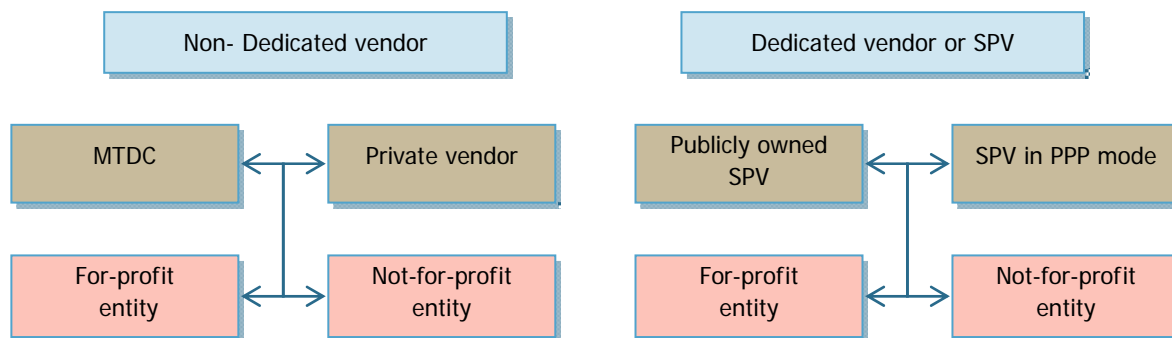 Non- Dedicated vendor
Dedicated vendor or SPV
MTDC
Private vendor
Publicly owned
SPV
SPV in PPP mode
For-profit
entity
Not-for-profit
entity
For-profit
entity
Not-for-profit
entity